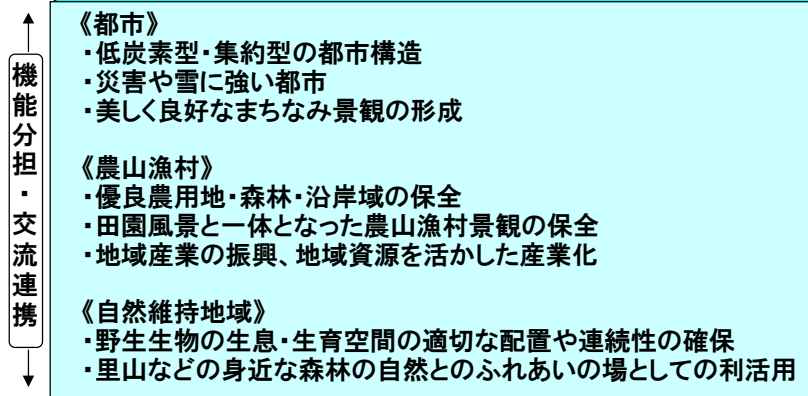 機能分担・交流連携
《都市》
・低炭素型・集約型の都市構造
・災害や雪に強い都市
・美しく良好なまちなみ景観の形成
《農山漁村》
・優良農用地・森林・沿岸域の保全
・田園風景と一体となった農山漁村景観の保全
・地域産業の振興、地域資源を活かした産業化
《自然維持地域》
・野生生物の生息・生育空間の適切な配置や連続性の確保
・里山などの身近な森林の自然とのふれあいの場としての利活用